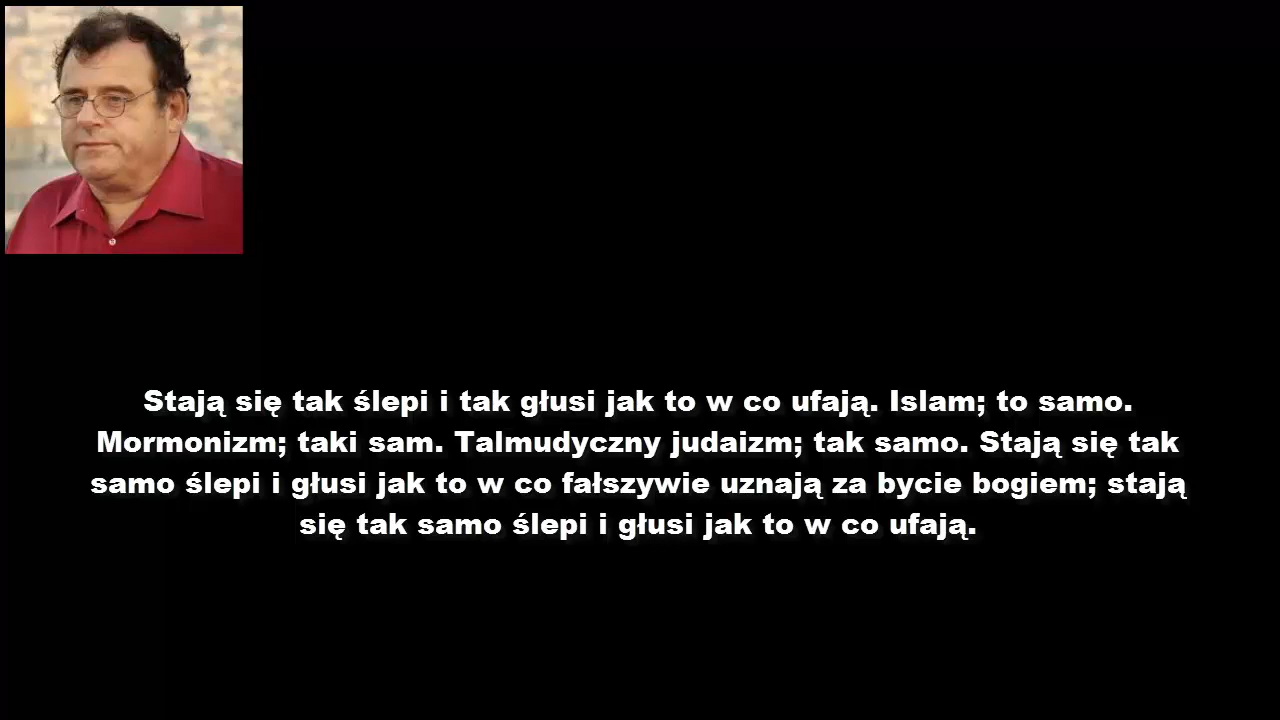 Stają się tak ślepi i tak głusi jak to w co ufają. Islam; to samo.
Mormonizm; taki sam. Talmudyczny judaizm; tak samo. Stają się tak
samo ślepi i głusi jak to w co fałszywie uznają za bycie bogiem; stają
się tak samo ślepi i głusi jak to w co ufają.